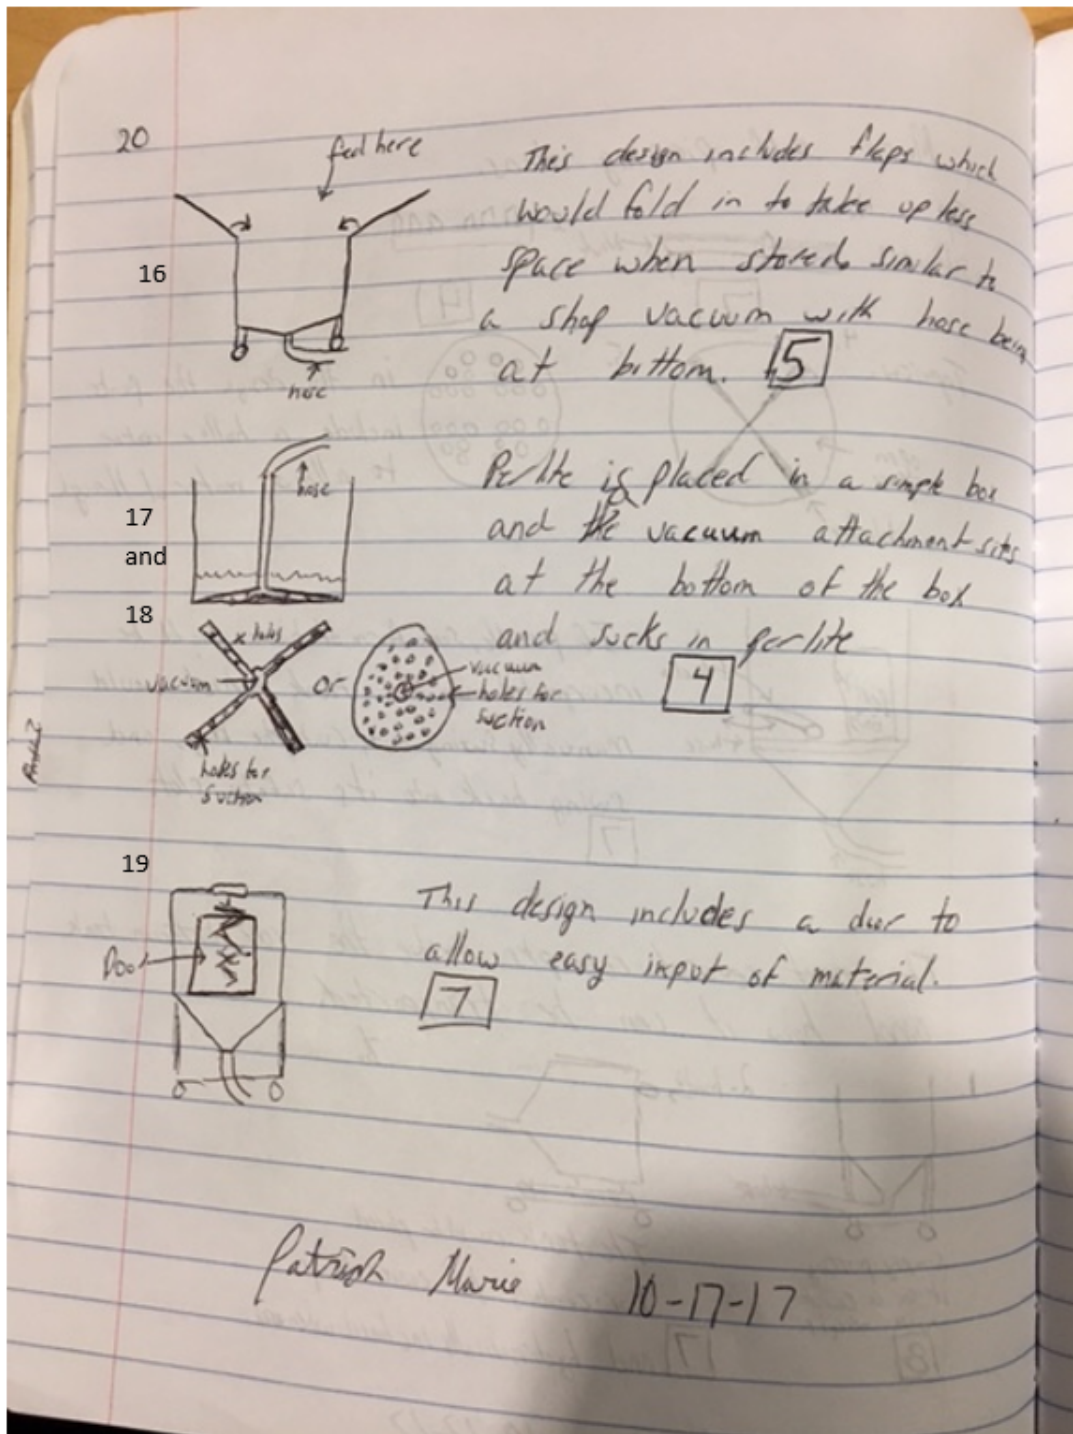 20
feed here
This design includes flaps which
would fold in to take up less
16
space when stored. similar to
a shop vacuum with hose being
at bottom. 5
hose
hose
Perlite is placed in a simple box
17
and the vacuum attachment sits
and
at the bottom of the box
18
and sucks in perlite
x holes
vacuum
or
vacuum
holes for
suction
4
holes for
suction
19
This design includes a door to
Door
allow easy input of material.
7
Marie 10-17-17